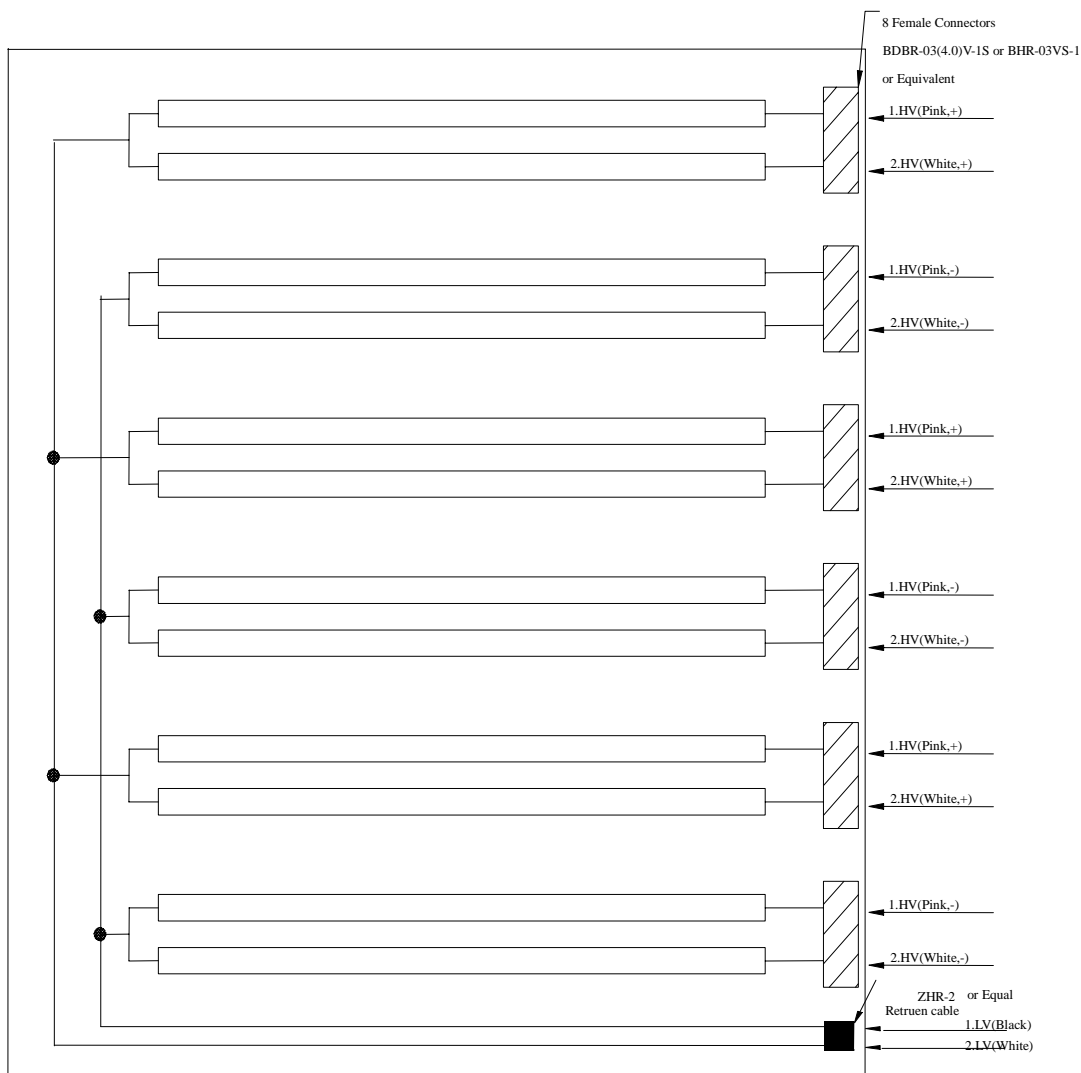 8 Female Connectors
BDBR-03(4.0)V-1S or BHR-03VS-1
or Equivalent
1.HV(Pink,+)
2.HV(White,+)
1.HV(Pink,-)
2.HV(White,-)
1.HV(Pink,+)
2.HV(White,+)
1.HV(Pink,-)
2.HV(White,-)
1.HV(Pink,+)
2.HV(White,+)
1.HV(Pink,-)
2.HV(White,-)
ZHR-2 or Equal
Retruen cable
1.LV(Black)
2.LV(White)